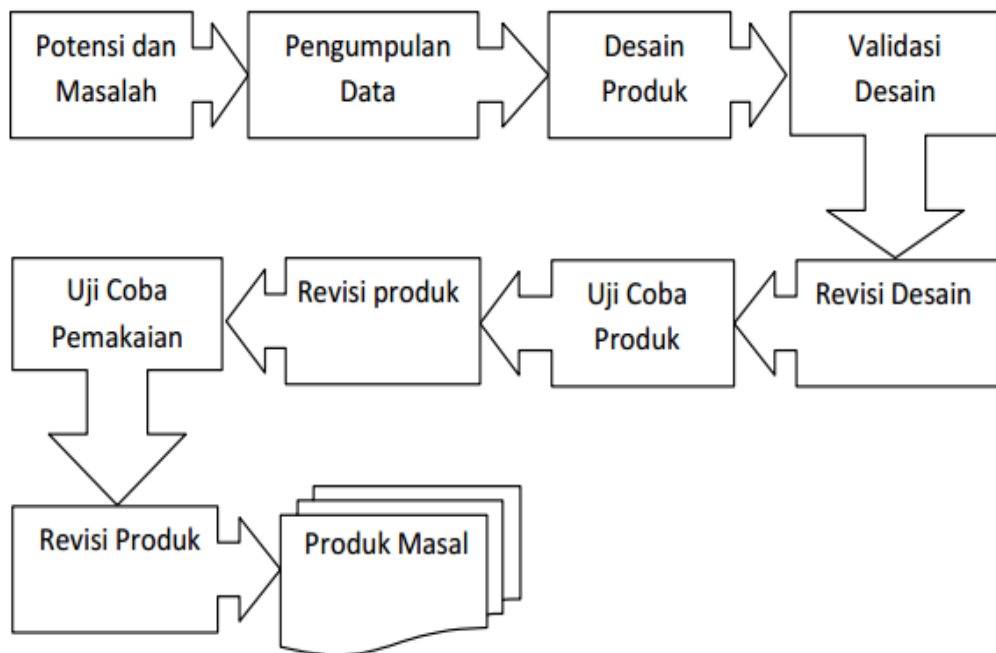 Potensi dan
Masalah
Pengumpulan
Data
Desain
Produk
Validasi
Desain
Revisi Desain
Uji Coba
Produk
Revisi produk
Uji Coba
Pemakaian
Revisi Produk
Produk Masal